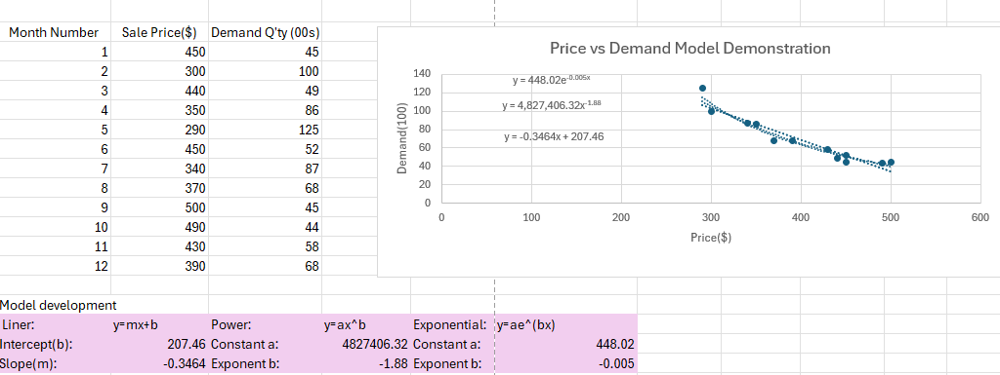 Month Number Sale Price($) Demand Q'ty (00s)
1 450 45
2 300 100
3 440 49
4 350 86
5 290 125
6 450 52
7 340 87
8 370 68
9 500 45
10 490 44
11 430 58
12 390 68
Price vs Demand Model Demonstration
y = 448.02e^-0.005x
y = 4,827,406.32x^-1.88
y = -0.3464x + 207.46
Demand(100)
140
120
100
80
60
40
20
0
0 100 200 300 400 500 600
Price($)
Model development
Liner: y=mx+b Power: y=ax^b Exponential: y=ae^(bx)
Intercept(b): 207.46 Constant a: 4827406.32 Constant a: 448.02
Slope(m): -0.3464 Exponent b: -1.88 Exponent b: -0.005